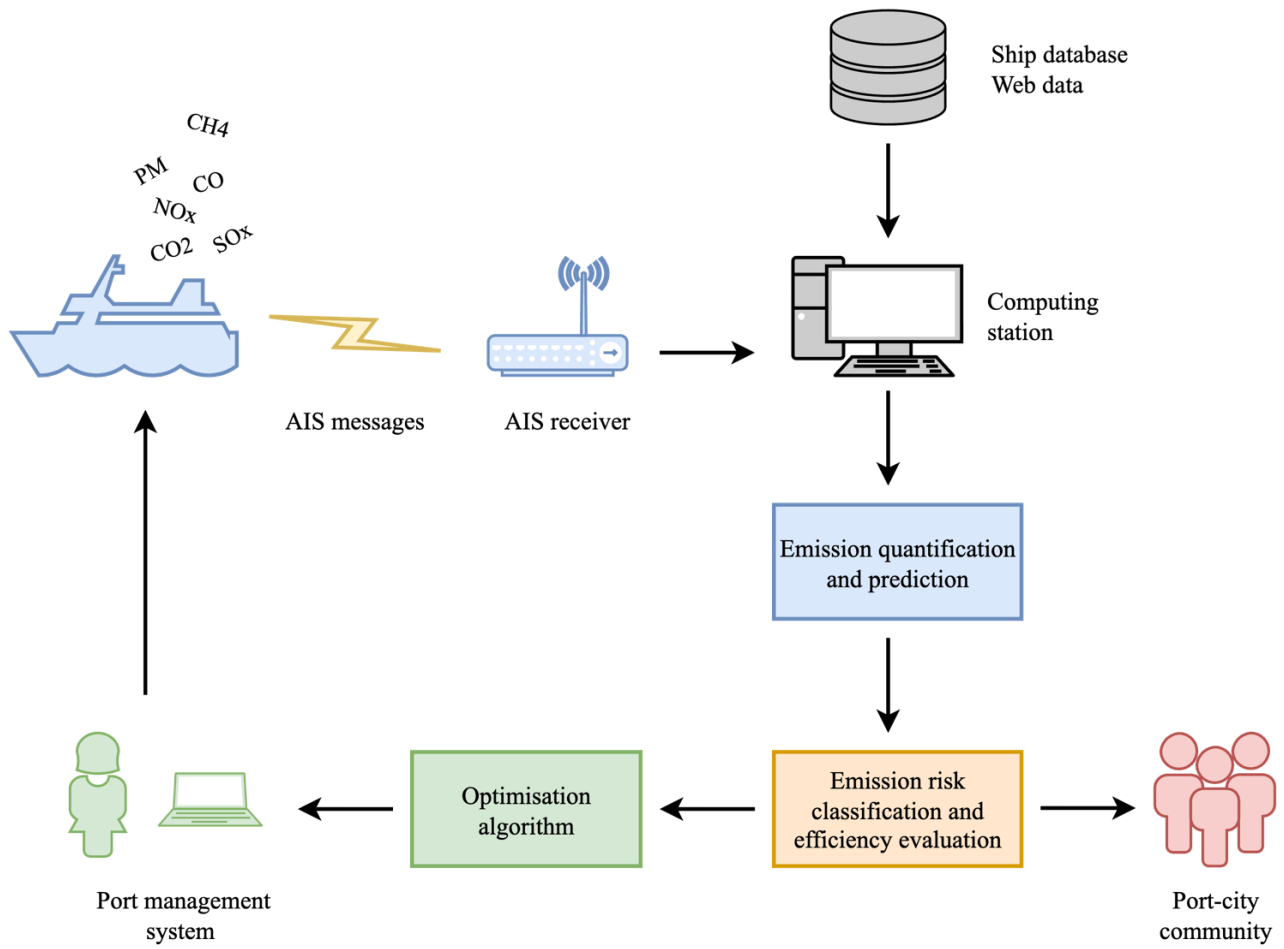 Ship database
Web data
CH4
PM
CO
NOx
CO2
SOx
Computing
station
AIS messages
AIS receiver
Emission quantification
and prediction
Optimisation
algorithm
Emission risk
classification and
efficiency evaluation
Port management
system
Port-city
community